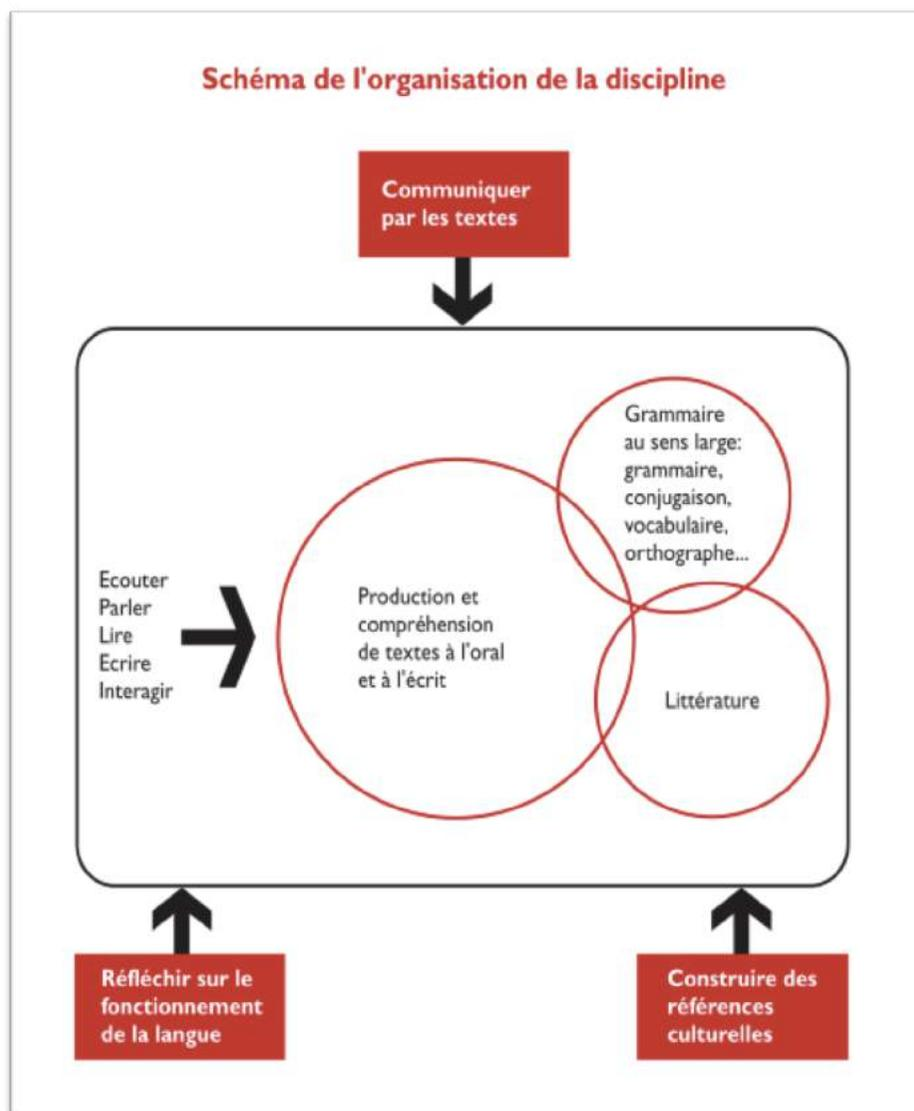 Schéma de l'organisation de la discipline
Communiquer
par les textes
Grammaire
au sens large:
grammaire,
conjugaison,
vocabulaire,
orthographe...
Ecouter
Parler
Lire
Ecrire
Interagir
Production et
compréhension
de textes à l'oral
et à l'écrit
Littérature
Réfléchir sur le
fonctionnement
de la langue
Construire des
références
culturelles